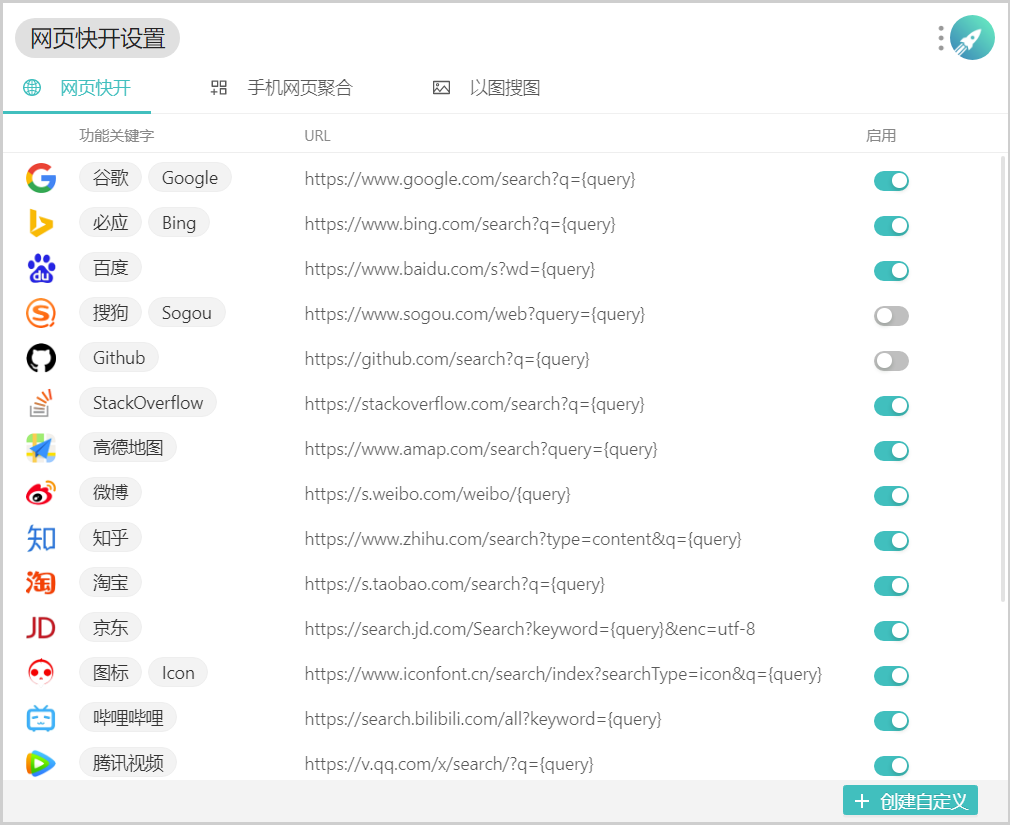 网页快开设置
网页快开 手机网页聚合 以图搜图
功能关键字 URL 启用
谷歌 Google https://www.google.com/search?q={query}
必应 Bing https://www.bing.com/search?q={query}
du 百度 https://www.baidu.com/s?wd={query}
搜狗 Sogou https://www.sogou.com/web?query={query}
Github https://github.com/search?q={query}
StackOverflow https://stackoverflow.com/search?q={query}
高德地图 https://www.amap.com/search?query={query}
微博 https://s.weibo.com/weibo/{query}
知 知乎 https://www.zhihu.com/search?type=content&q={query}
淘 淘宝 https://s.taobao.com/search?q={query}
JD 京东 https://search.jd.com/Search?keyword={query}&enc=utf-8
图标 Icon https://www.iconfont.cn/search/index?searchType=icon&q={query}
哔哩哔哩 https://search.bilibili.com/all?keyword={query}
腾讯视频 https://v.qq.com/x/search/?q={query}
+ 创建自定义